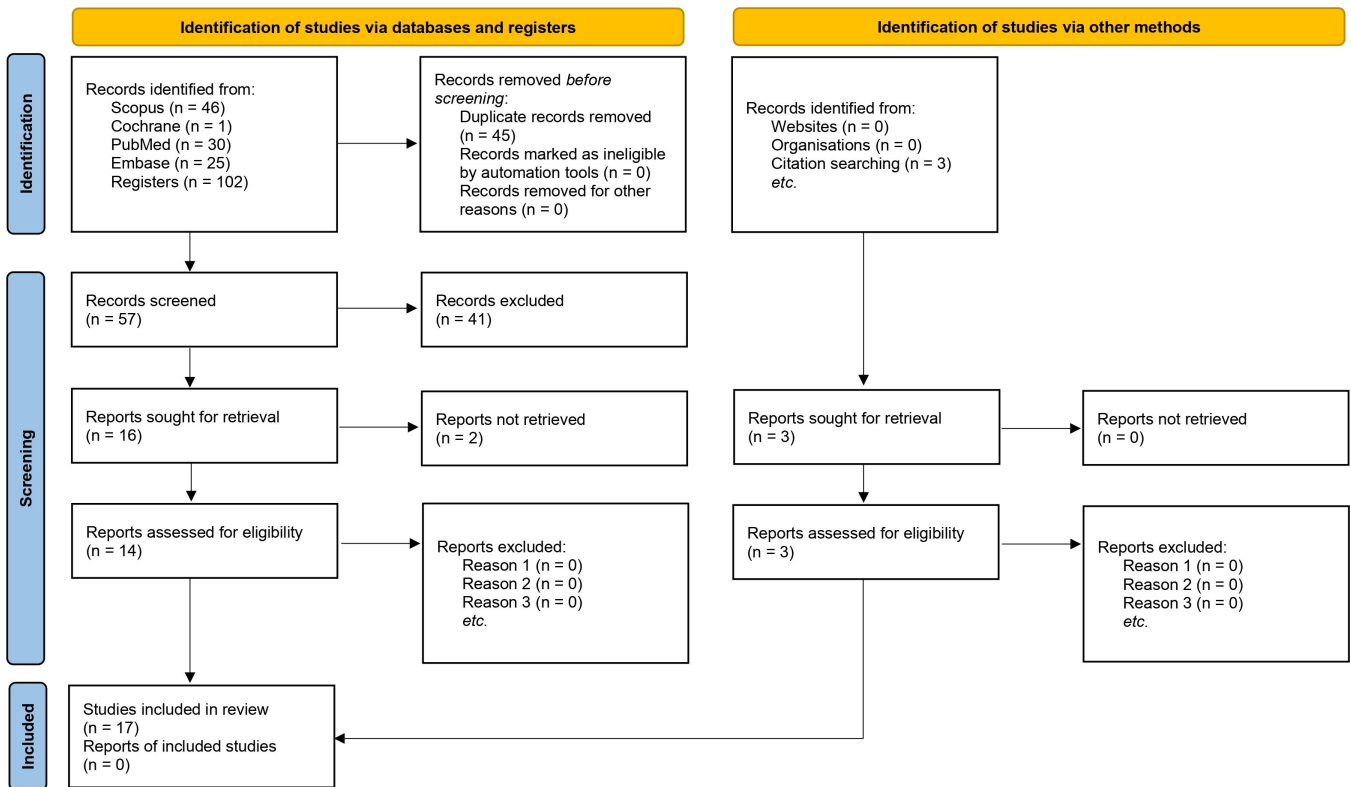 Identification of studies via databases and registers
Identification of studies via other methods
Identification
Records identified from:
Scopus (n = 46)
Cochrane (n = 1)
PubMed (n = 30)
Embase (n = 25)
Registers (n = 102)
Records removed before
screening:
Duplicate records removed
(n = 45)
Records marked as ineligible
by automation tools (n = 0)
Records removed for other
reasons (n = 0)
Records identified from:
Websites (n = 0)
Organisations (n = 0)
Citation searching (n = 3)
etc.
Screening
Records screened
(n = 57)
Records excluded
(n = 41)
Reports sought for retrieval
(n = 16)
Reports not retrieved
(n = 2)
Reports sought for retrieval
(n = 3)
Reports not retrieved
(n = 0)
Reports assessed for eligibility
(n = 14)
Reports excluded:
Reason 1 (n = 0)
Reason 2 (n = 0)
Reason 3 (n = 0)
etc.
Reports assessed for eligibility
(n = 3)
Reports excluded:
Reason 1 (n = 0)
Reason 2 (n = 0)
Reason 3 (n = 0)
etc.
Included
Studies included in review
(n = 17)
Reports of included studies
(n = 0)